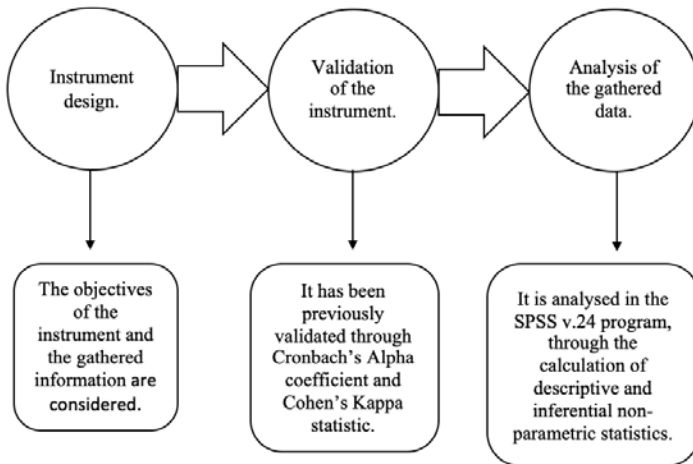 Instrument
design.
Validation
of the
instrument.
Analysis of
the gathered
data.
The objectives
of the
instrument and
the gathered
information are
considered.
It has been
previously
validated through
Cronbach's Alpha
coefficient and
Cohen's Kappa
statistic.
It is analysed in the
SPSS v.24 program,
through the
calculation of
descriptive and
inferential non-
parametric statistics.